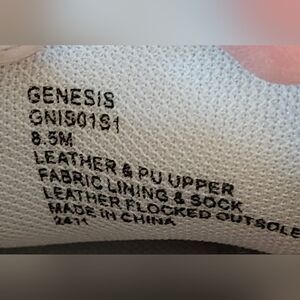 GENESIS
GNIS01S1
8.5M
LEATHER & PU UPPER
FABRIC LINING & SOCK
LEATHER FLOCKED OUTSOLE
MADE IN CHINA
2411